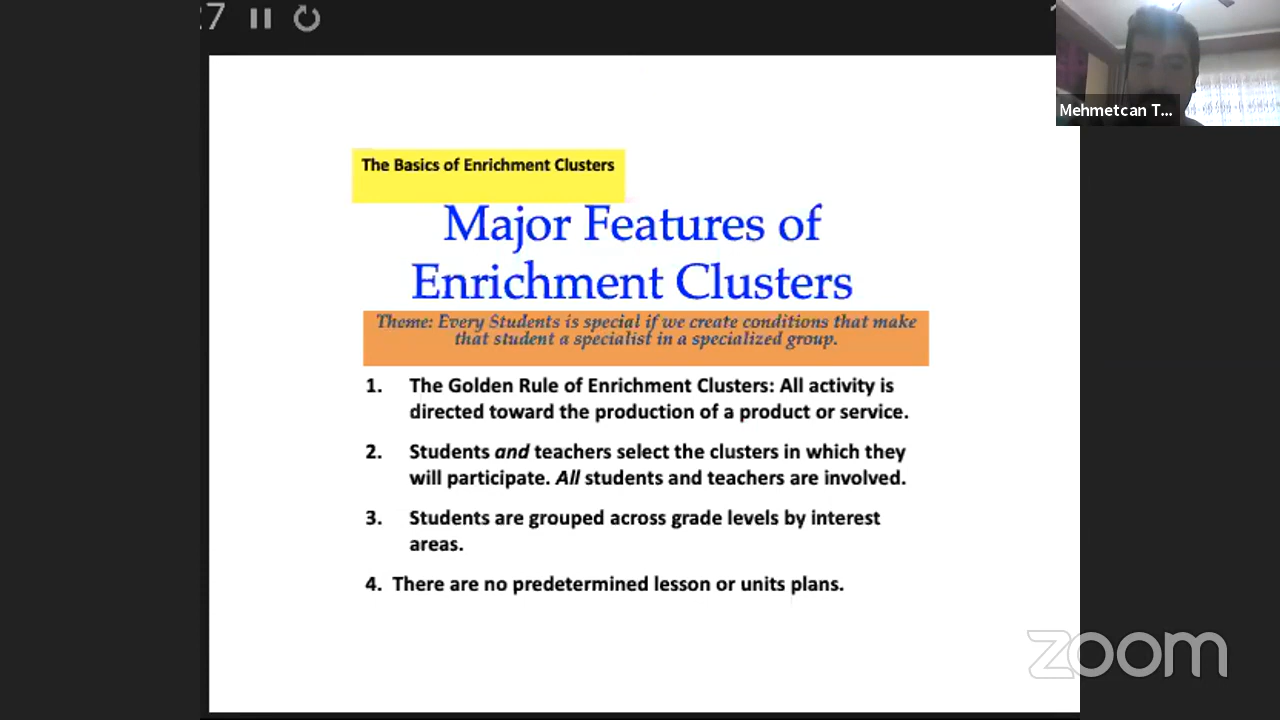 :7
Mehmetcan T...
The Basics of Enrichment Clusters
Major Features of
Enrichment Clusters
Theme: Every Students is special if we create conditions that make
that student a specialist in a specialized group.
1. The Golden Rule of Enrichment Clusters: All activity is
directed toward the production of a product or service.
2. Students and teachers select the clusters in which they
will participate. All students and teachers are involved.
3. Students are grouped across grade levels by interest
areas.
4. There are no predetermined lesson or units plans.
zoom